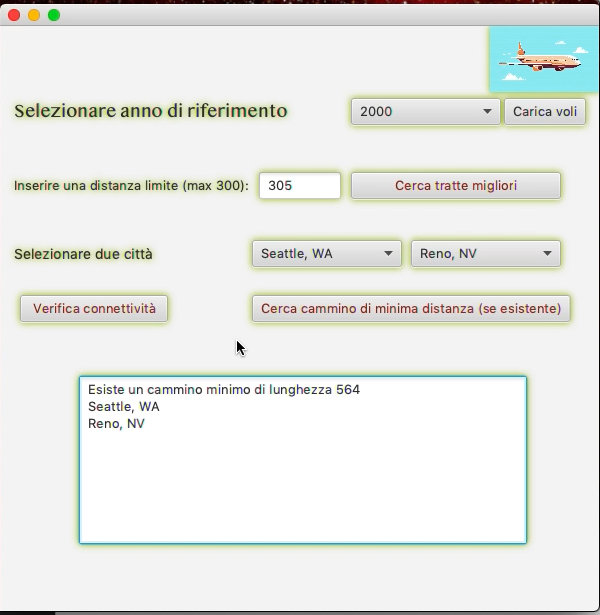 Selezionare anno di riferimento
2000
Carica voli
Inserire una distanza limite (max 300):
305
Cerca tratte migliori
Selezionare due città
Seattle, WA
Reno, NV
Verifica connettività
Cerca cammino di minima distanza (se esistente)
Esiste un cammino minimo di lunghezza 564
Seattle, WA
Reno, NV